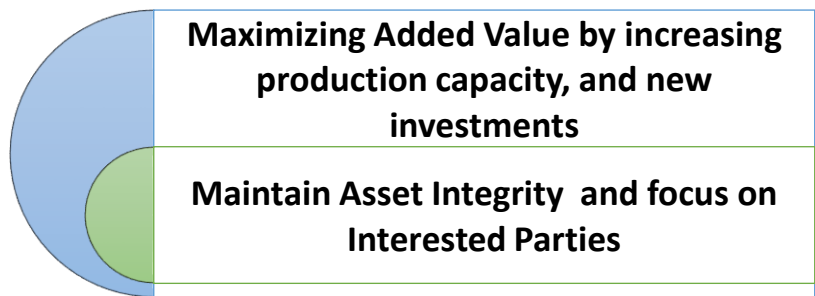 Maximizing Added Value by increasing
production capacity, and new
investments
Maintain Asset Integrity  and focus on
Interested Parties